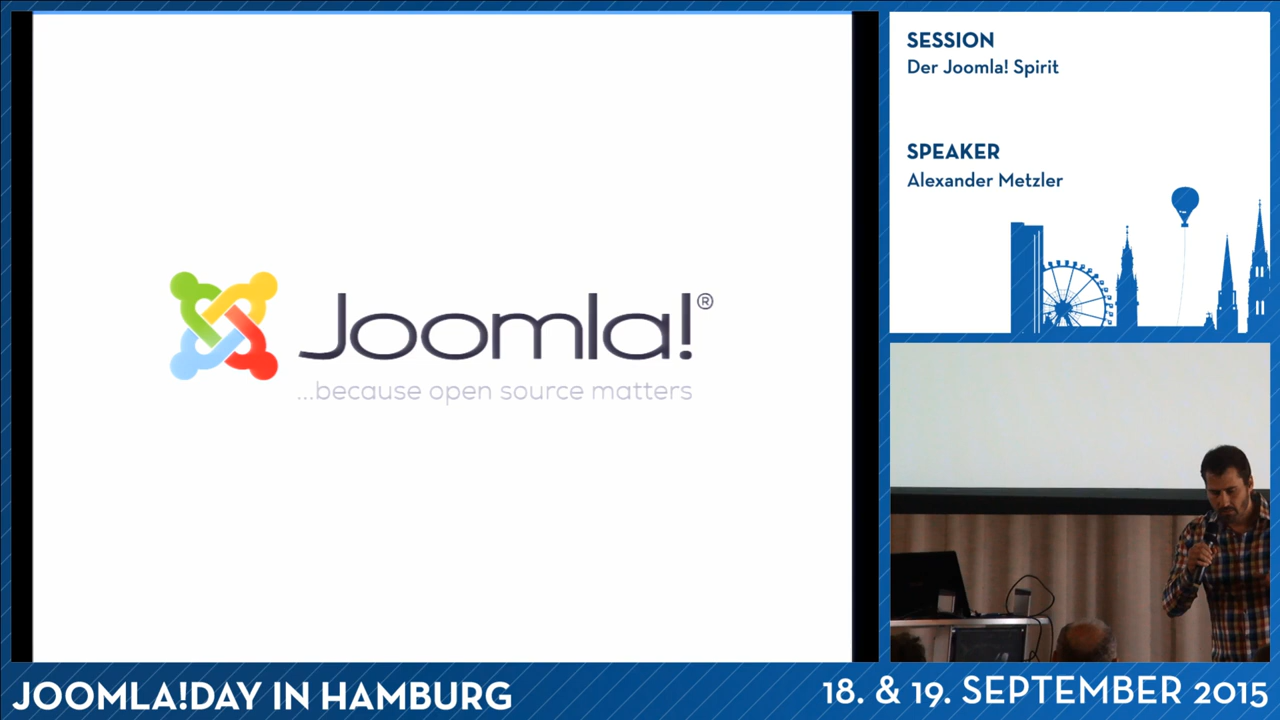 Joomla!®
...because open source matters
SESSION
Der Joomla! Spirit
SPEAKER
Alexander Metzler
JOOMLA!DAY IN HAMBURG
18. & 19. SEPTEMBER 2015